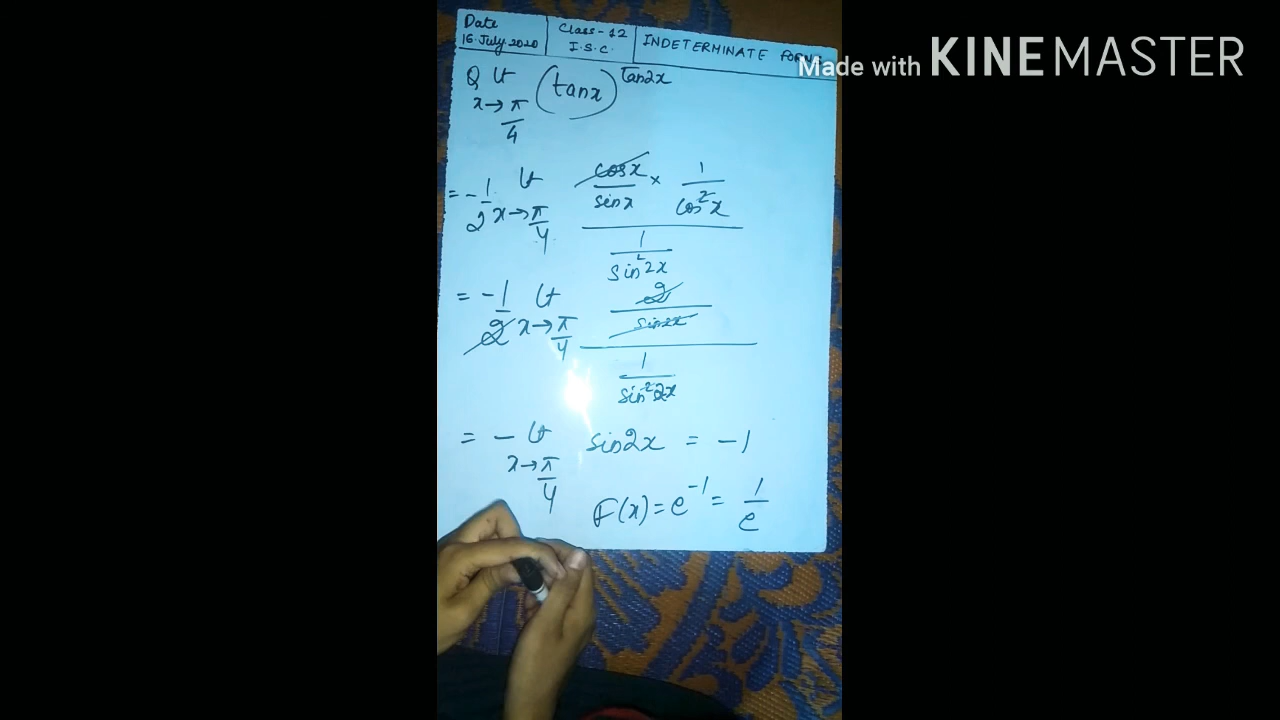 Date
16 July 2020
Class-12
I.S.C.
INDETERMINATE FORMS
Made with KINEMASTER
Q Lt x→π/4 (tanx)^tan2x
= -1/2 Lt x→π/4 cosx/sinx × 1/cos²x / 1/sin²2x
= -1/2 Lt x→π/4 2/sin2x / 1/sin²2x
= - Lt x→π/4 sin2x = -1
F(x) = e^-1 = 1/e